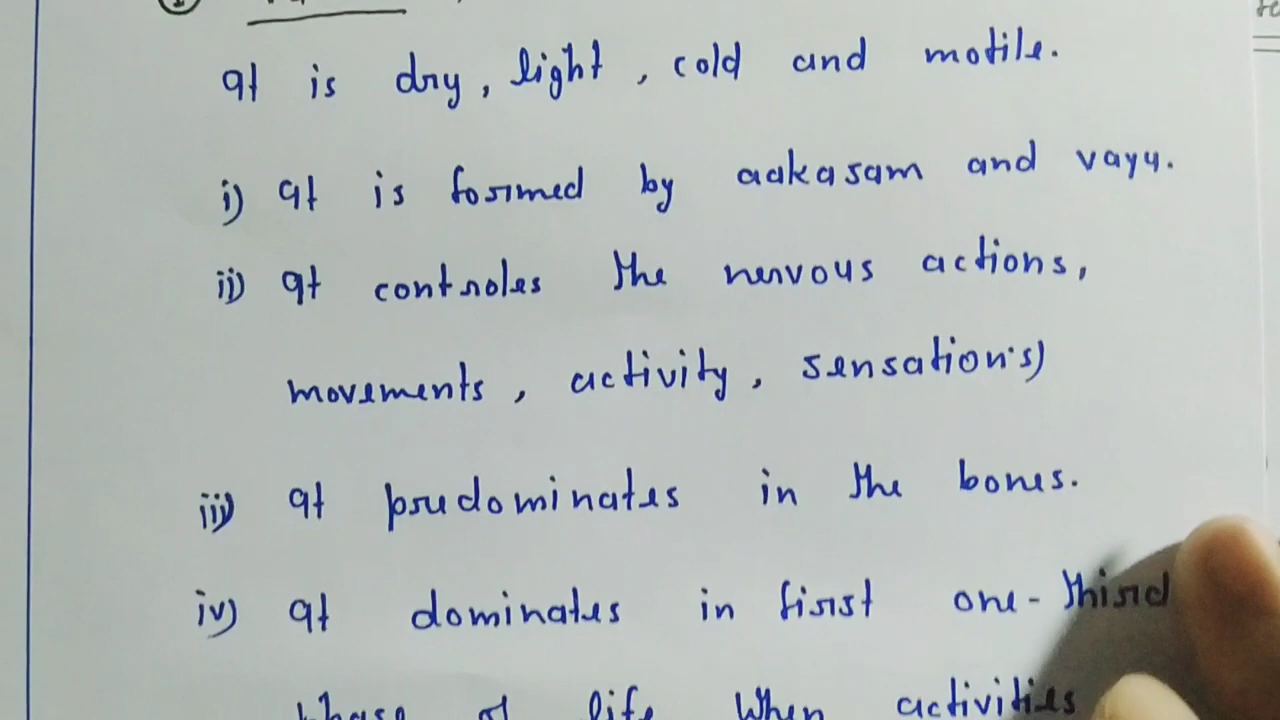 It is dry, light, cold and motile.
i) It is formed by aakasam and vayu.
ii) It controles the nervous actions,
movements, activity, sensations)
iii) It predominates in the bones.
iv) It dominates in first one-third
phase of life when activities